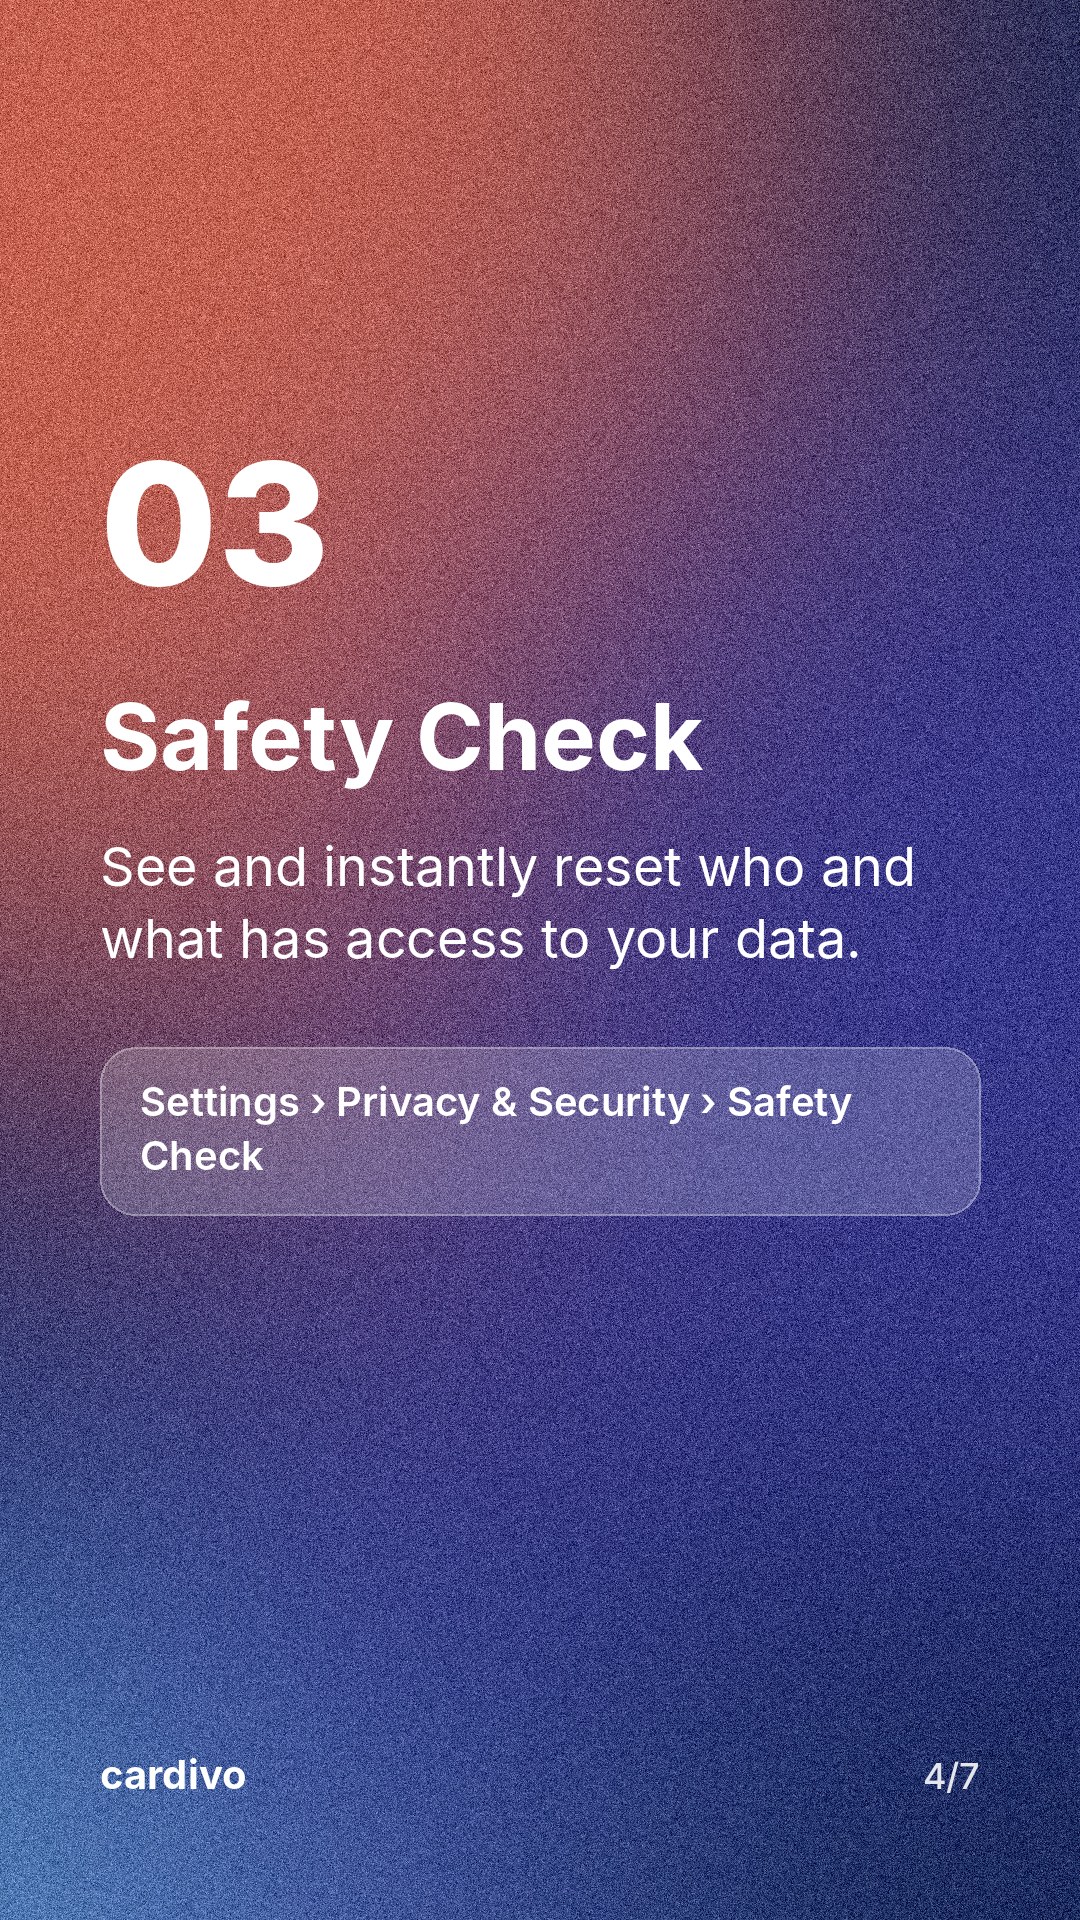 03
Safety Check
See and instantly reset who and
what has access to your data.
Settings › Privacy & Security › Safety
Check
cardivo
4/7